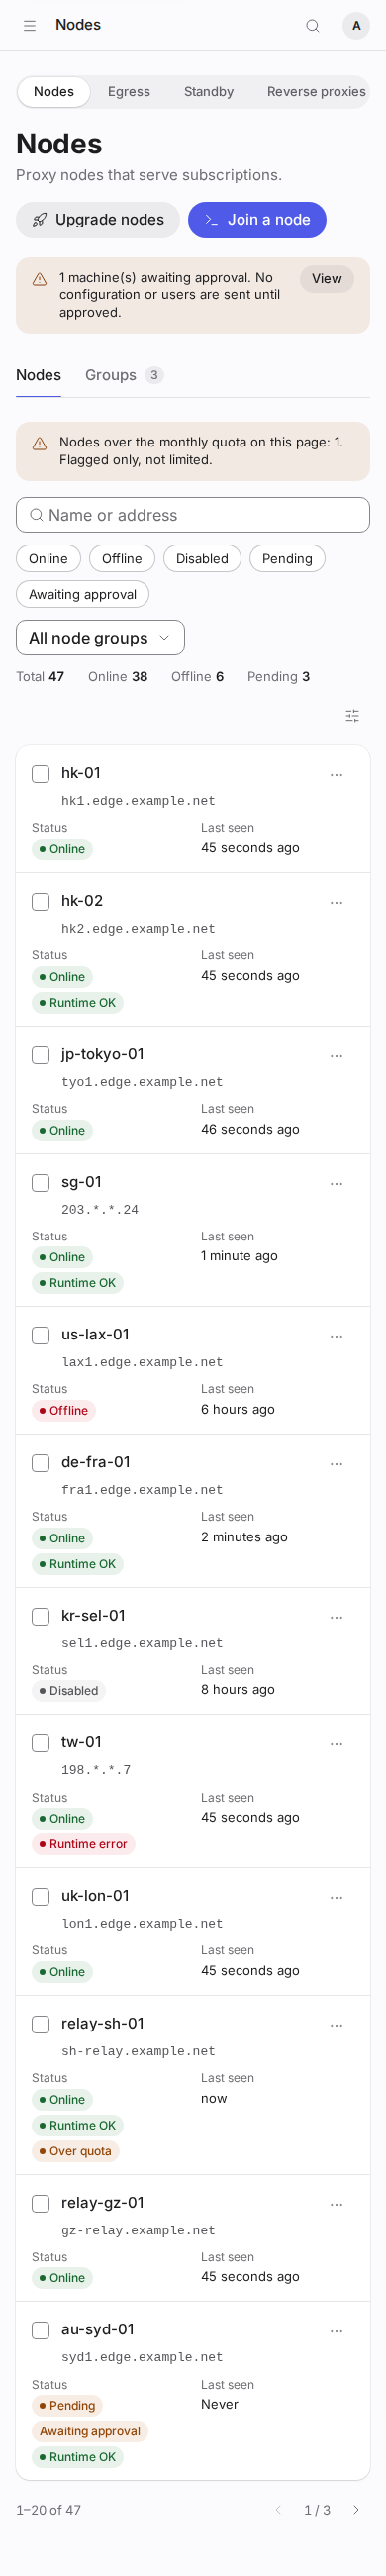 Nodes
A
Nodes Egress Standby Reverse proxies
Nodes
Proxy nodes that serve subscriptions.
Upgrade nodes Join a node
1 machine(s) awaiting approval. No View
configuration or users are sent until
approved.
Nodes Groups 3
Nodes over the monthly quota on this page: 1.
Flagged only, not limited.
Name or address
Online Offline Disabled Pending
Awaiting approval
All node groups
Total 47 Online 38 Offline 6 Pending 3
hk-01
hk1.edge.example.net
Status Last seen
Online 45 seconds ago
hk-02
hk2.edge.example.net
Status Last seen
Online 45 seconds ago
Runtime OK
jp-tokyo-01
tyo1.edge.example.net
Status Last seen
Online 46 seconds ago
sg-01
203.*.*.24
Status Last seen
Online 1 minute ago
Runtime OK
us-lax-01
lax1.edge.example.net
Status Last seen
Offline 6 hours ago
de-fra-01
fra1.edge.example.net
Status Last seen
Online 2 minutes ago
Runtime OK
kr-sel-01
sel1.edge.example.net
Status Last seen
Disabled 8 hours ago
tw-01
198.*.*.7
Status Last seen
Online 45 seconds ago
Runtime error
uk-lon-01
lon1.edge.example.net
Status Last seen
Online 45 seconds ago
relay-sh-01
sh-relay.example.net
Status Last seen
Online now
Runtime OK
Over quota
relay-gz-01
gz-relay.example.net
Status Last seen
Online 45 seconds ago
au-syd-01
syd1.edge.example.net
Status Last seen
Pending Never
Awaiting approval
Runtime OK
1–20 of 47 1 / 3